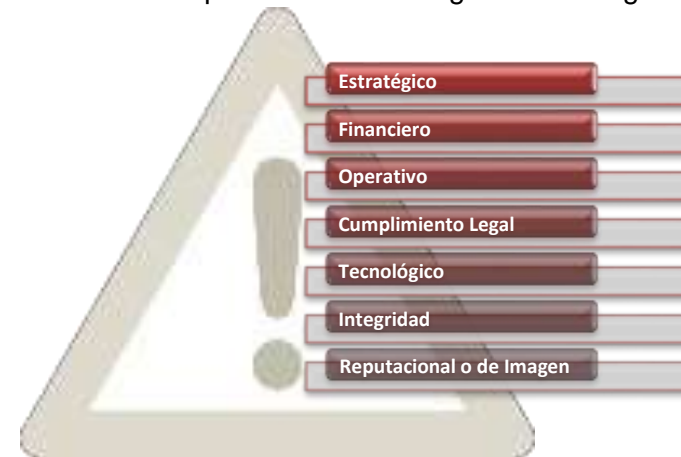 Estratégico
Financiero
Operativo
Cumplimiento Legal
Tecnológico
Integridad
Reputacional o de Imagen